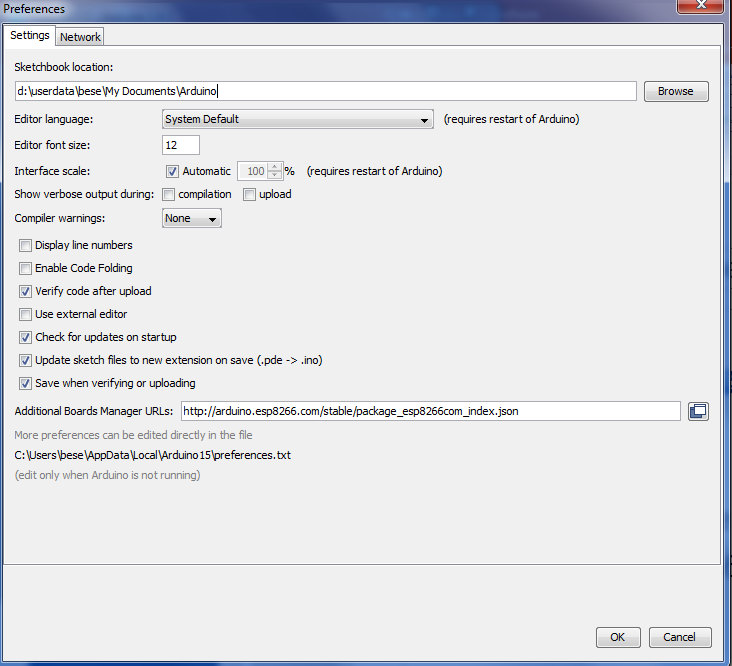 Preferences
Settings Network
Sketchbook location:
d:\userdata\bese\My Documents\Arduino Browse
Editor language: System Default (requires restart of Arduino)
Editor font size: 12
Interface scale: Automatic 100 % (requires restart of Arduino)
Show verbose output during: compilation upload
Compiler warnings: None
Display line numbers
Enable Code Folding
Verify code after upload
Use external editor
Check for updates on startup
Update sketch files to new extension on save (.pde -> .ino)
Save when verifying or uploading
Additional Boards Manager URLs: http://arduino.esp8266.com/stable/package_esp8266com_index.json
More preferences can be edited directly in the file
C:\Users\bese\AppData\Local\Arduino15\preferences.txt
(edit only when Arduino is not running)
OK Cancel